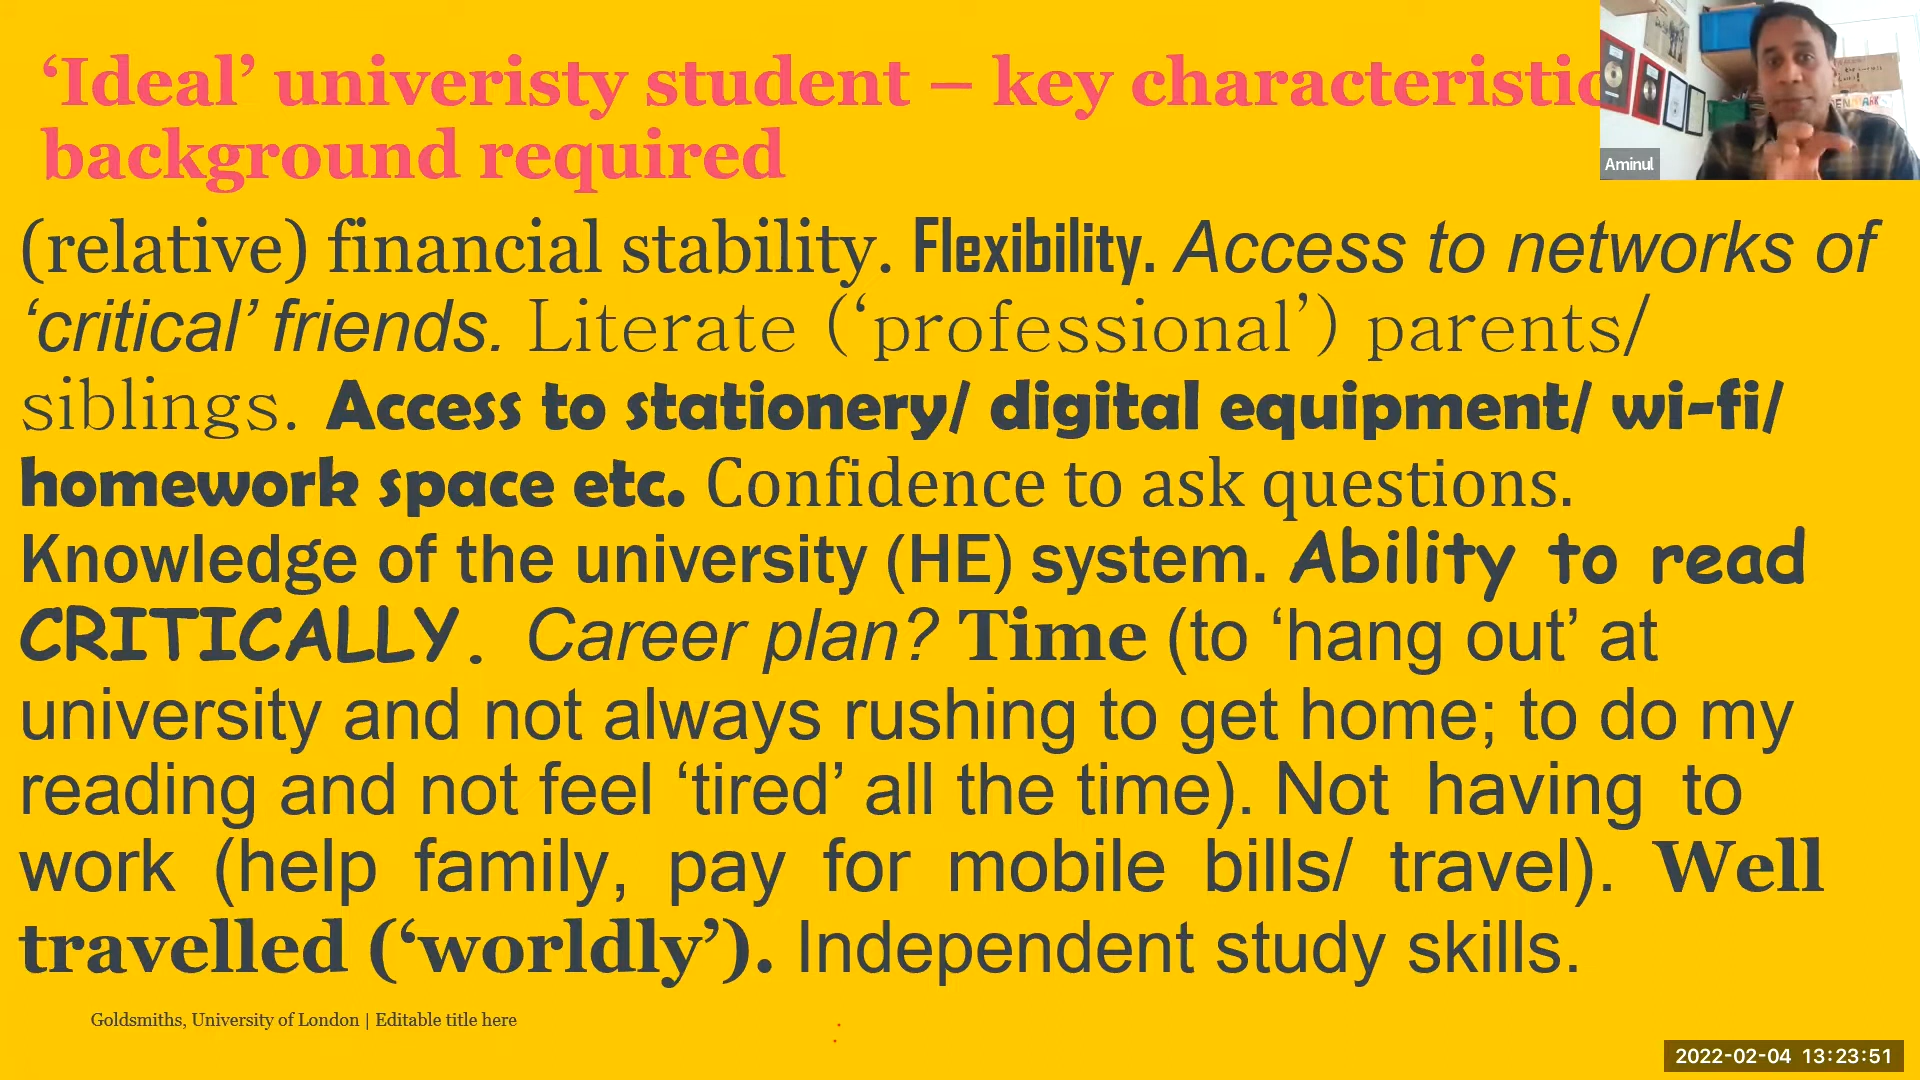 ‘Ideal’ univeristy student – key characteristic
background required
(relative) financial stability. Flexibility. Access to networks of
‘critical’ friends. Literate (‘professional’) parents/
siblings. Access to stationery/ digital equipment/ wi-fi/
homework space etc. Confidence to ask questions.
Knowledge of the university (HE) system. Ability to read
CRITICALLY. Career plan? Time (to ‘hang out’ at
university and not always rushing to get home; to do my
reading and not feel ‘tired’ all the time). Not having to
work (help family, pay for mobile bills/ travel). Well
travelled (‘worldly’). Independent study skills.
Goldsmiths, University of London | Editable title here
Aminul
2022-02-04 13:23:51